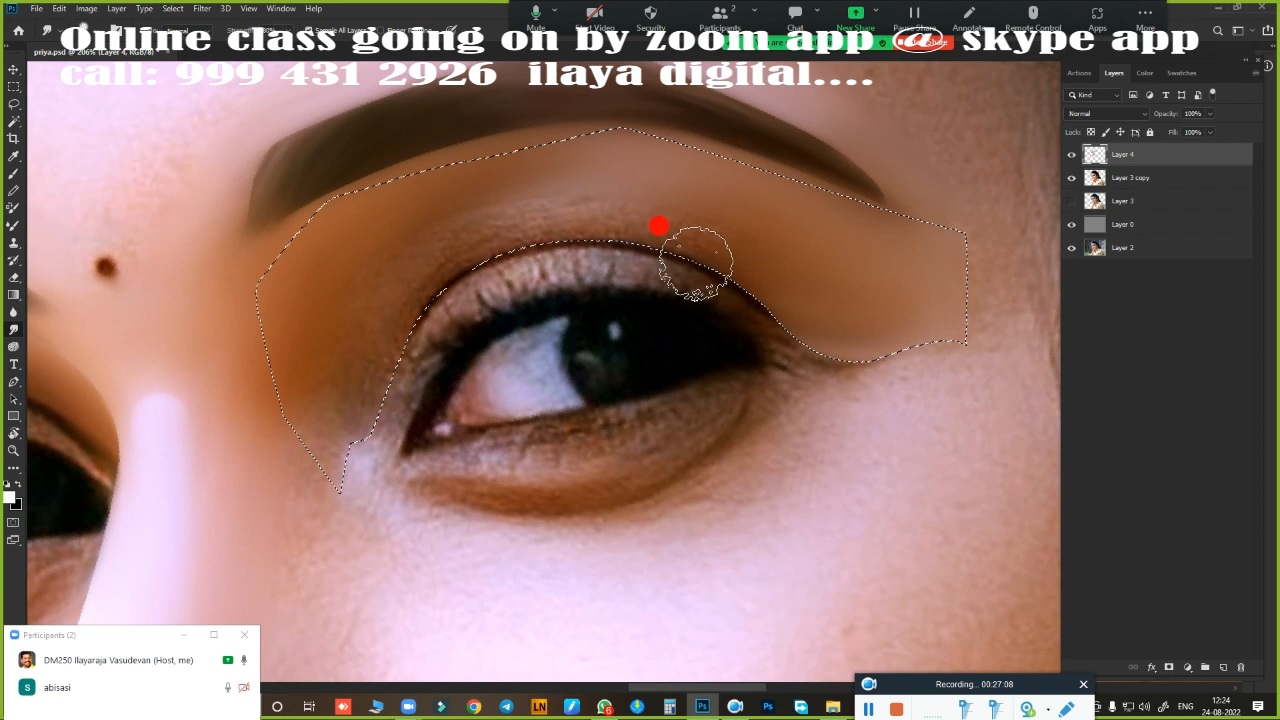 File Edit Image Layer Type Select Filter 3D View Window Help
Mute Start Video Security Participants 2 Chat New Share Pause Share Annotate Remote Control Apps More
Online class going on by zoom app skype app
priya.psd @ 206% (Layer 4, RGB/8) *
call: 999 431 2926 ilaya digital....
Actions Layers Color Swatches
Kind
Normal Opacity: 100%
Lock: Fill: 100%
Layer 4
Layer 3 copy
Layer 3
Layer 0
Layer 2
Participants (2)
DM250 Ilayaraja Vasudevan (Host, me)
abisasi
Recording... 00:27:08
ENG
12:24
24-08-2022